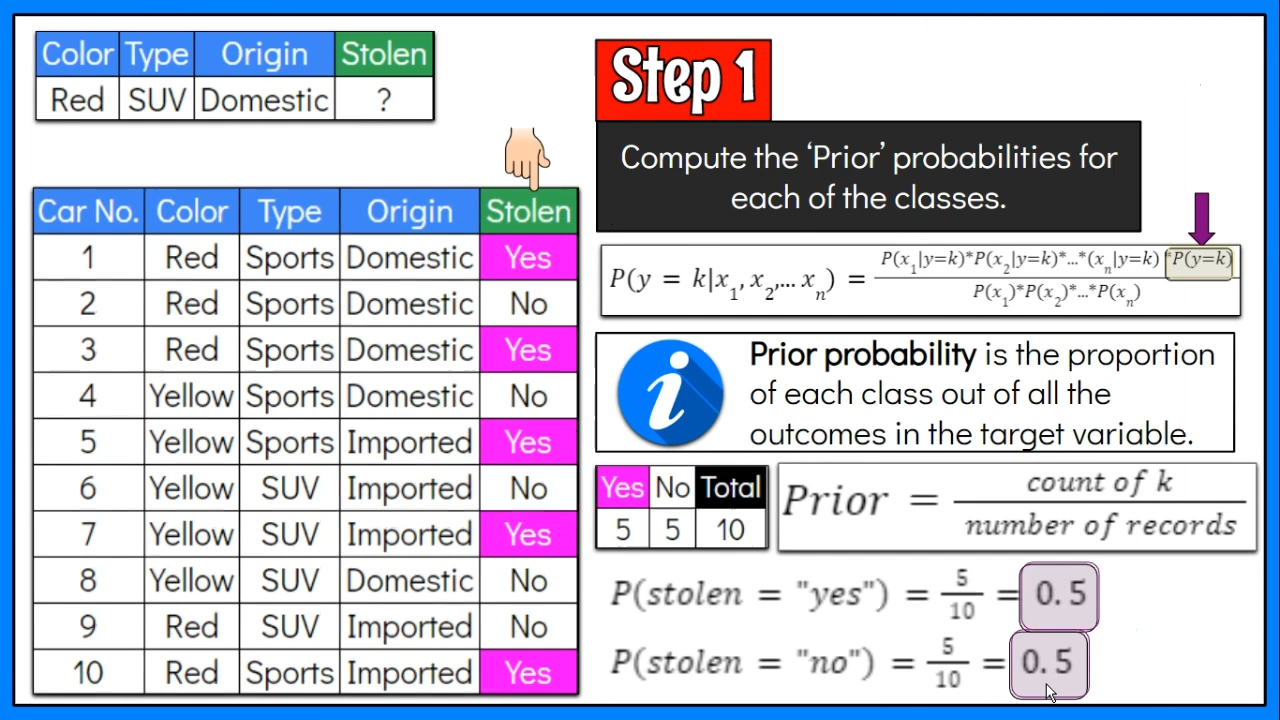 Color Type Origin Stolen
Red SUV Domestic ?
Car No. Color Type Origin Stolen
1 Red Sports Domestic Yes
2 Red Sports Domestic No
3 Red Sports Domestic Yes
4 Yellow Sports Domestic No
5 Yellow Sports Imported Yes
6 Yellow SUV Imported No
7 Yellow SUV Imported Yes
8 Yellow SUV Domestic No
9 Red SUV Imported No
10 Red Sports Imported Yes
Step 1
Compute the ‘Prior’ probabilities for
each of the classes.
P(x₁|y=k)*P(x₂|y=k)*...*(xₙ|y=k) *P(y=k)
P(y = k|x₁, x₂,... xₙ) =
P(x₁)*P(x₂)*...*P(xₙ)
i
Prior probability is the proportion
of each class out of all the
outcomes in the target variable.
Yes No Total
5 5 10
count of k
Prior =
number of records
P(stolen = "yes") = 5/10 = 0.5
P(stolen = "no") = 5/10 = 0.5